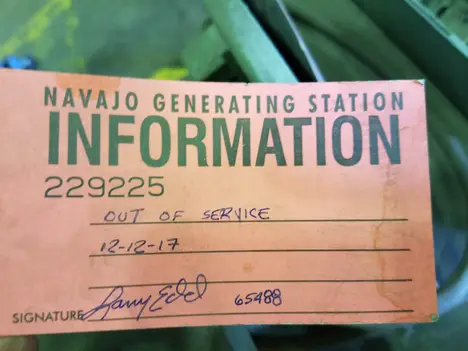 NAVAJO GENERATING STATION
INFORMATION
229225
OUT OF SERVICE
12-12-17
SIGNATURE 65488